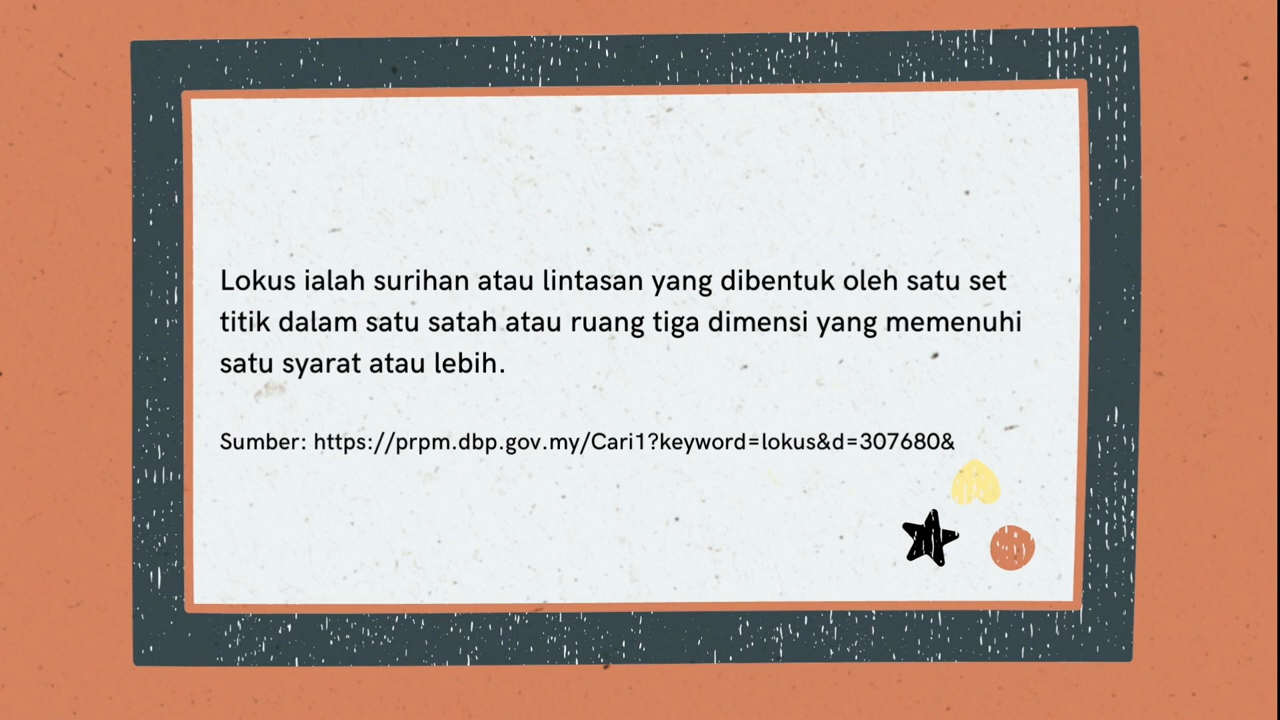 Lokus ialah surihan atau lintasan yang dibentuk oleh satu set
titik dalam satu satah atau ruang tiga dimensi yang memenuhi
satu syarat atau lebih.
Sumber: https://prpm.dbp.gov.my/Cari1?keyword=lokus&d=307680&